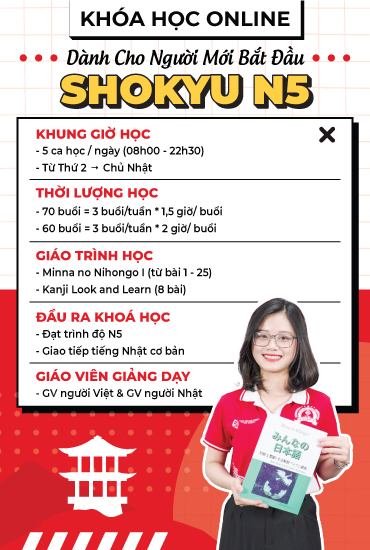 KHÓA HỌC ONLINE
Dành Cho Người Mới Bắt Đầu
SHOKYU N5
KHUNG GIỜ HỌC
- 5 ca học / ngày (08h00 - 22h30)
- Từ Thứ 2 → Chủ Nhật
THỜI LƯỢNG HỌC
- 70 buổi = 3 buổi/tuần * 1,5 giờ/ buổi
- 60 buổi = 3 buổi/tuần * 2 giờ/ buổi
GIÁO TRÌNH HỌC
- Minna no Nihongo I (từ bài 1 - 25)
- Kanji Look and Learn (8 bài)
ĐẦU RA KHOÁ HỌC
- Đạt trình độ N5
- Giao tiếp tiếng Nhật cơ bản
GIÁO VIÊN GIẢNG DẠY
- GV người Việt & GV người Nhật
みんなの
日本語